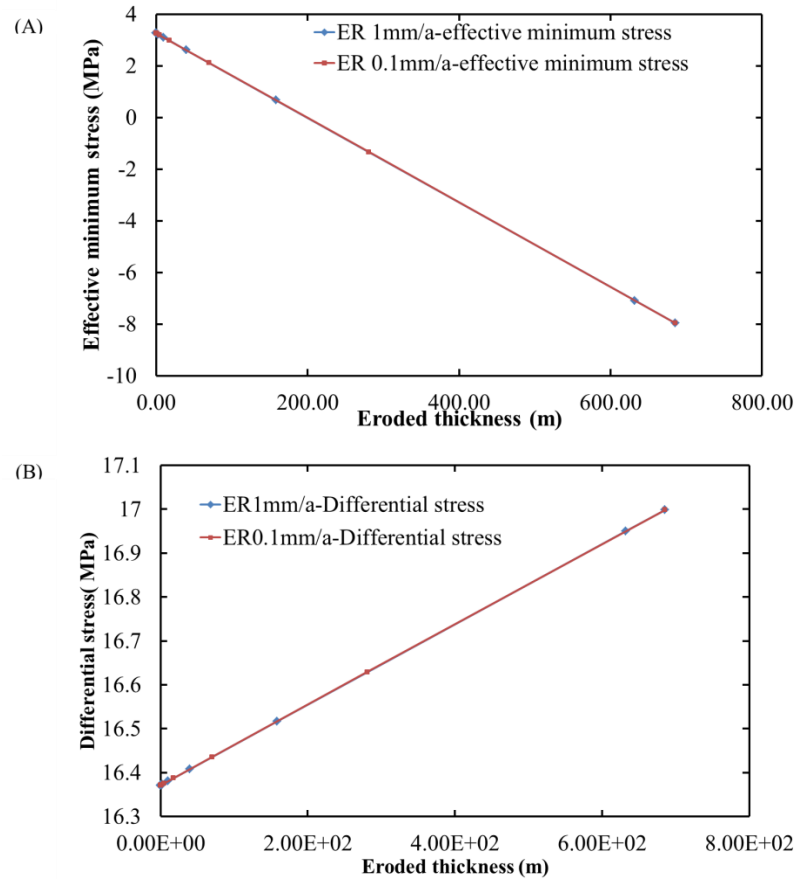 (A)
4
2
0
-2
-4
-6
-8
-10
Effective minimum stress (MPa)
ER 1mm/a-effective minimum stress
ER 0.1mm/a-effective minimum stress
0.00 200.00 400.00 600.00 800.00
Eroded thickness (m)
(B)
17.1
17
16.9
16.8
16.7
16.6
16.5
16.4
16.3
Differential stress( MPa)
ER1mm/a-Differential stress
ER0.1mm/a-Differential stress
0.00E+00 2.00E+02 4.00E+02 6.00E+02 8.00E+02
Eroded thickness (m)